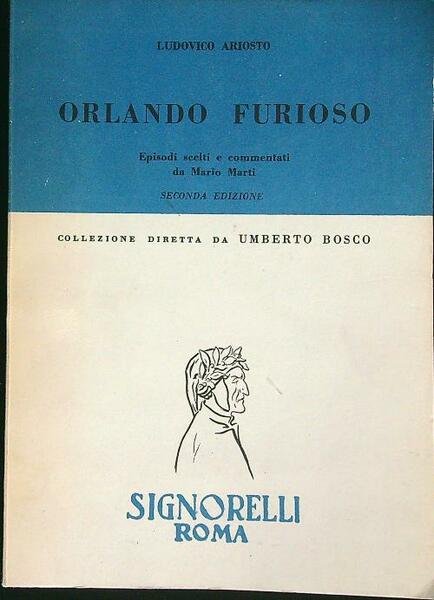 LUDOVICO ARIOSTO
ORLANDO FURIOSO
Episodi scelti e commentati
da Mario Marti
SECONDA EDIZIONE
COLLEZIONE DIRETTA DA UMBERTO BOSCO
SIGNORELLI
ROMA